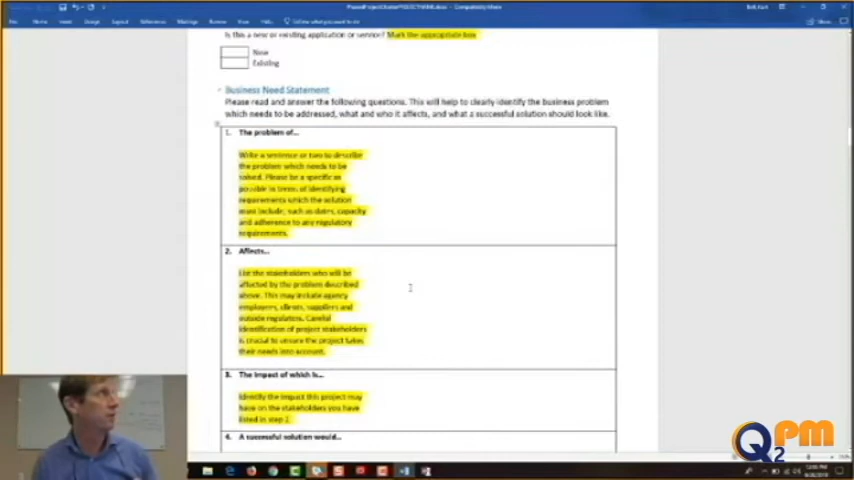 Is this a new or existing application or service? Mark the appropriate box
New
Existing
Business Need Statement
Please read and answer the following questions. This will help to clearly identify the business problem
which needs to be addressed, what and who it affects, and what a successful solution should look like.
1. The problem of...
Write a sentence or two to describe
the problem which needs to be
solved. Please be a specific as
possible in terms of identifying
requirements which the solution
must include, such as dates, capacity
and adherence to any regulatory
requirements.
2. Affects...
List the stakeholders who will be
affected by the problem described
above. This may include agency
employees, clients, suppliers and
outside regulators. Careful
identification of project stakeholders
is crucial to ensure the project takes
their needs into account.
3. The impact of which is...
Identify the impact this project may
have on the stakeholders you have
listed in step 2.
4. A successful solution would...
Q2PM